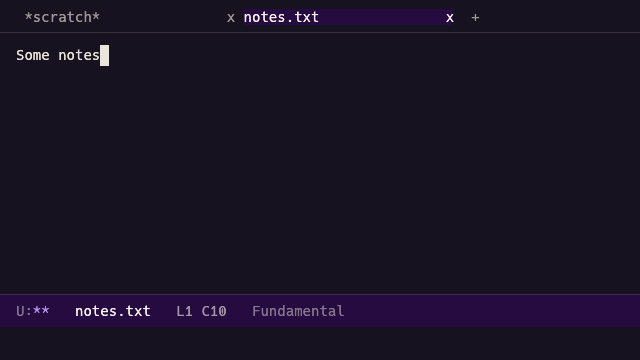 *scratch* x notes.txt x +
Some notes
U:** notes.txt L1 C10 Fundamental